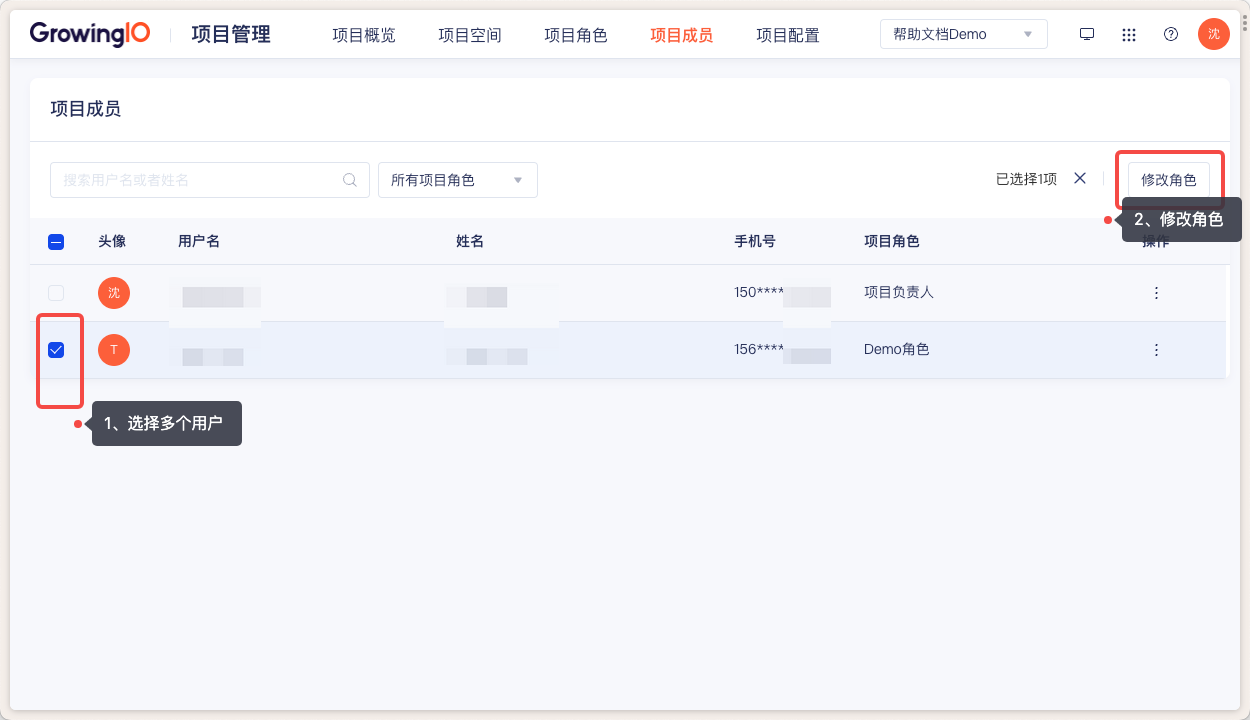 GrowingIO 项目管理 项目概览 项目空间 项目角色 项目成员 项目配置 帮助文档Demo 沈
项目成员
搜索用户名或者姓名 所有项目角色 已选择1项 修改角色
2、修改角色
头像 用户名 姓名 手机号 项目角色 操作
沈 150**** 项目负责人
T 156**** Demo角色
1、选择多个用户